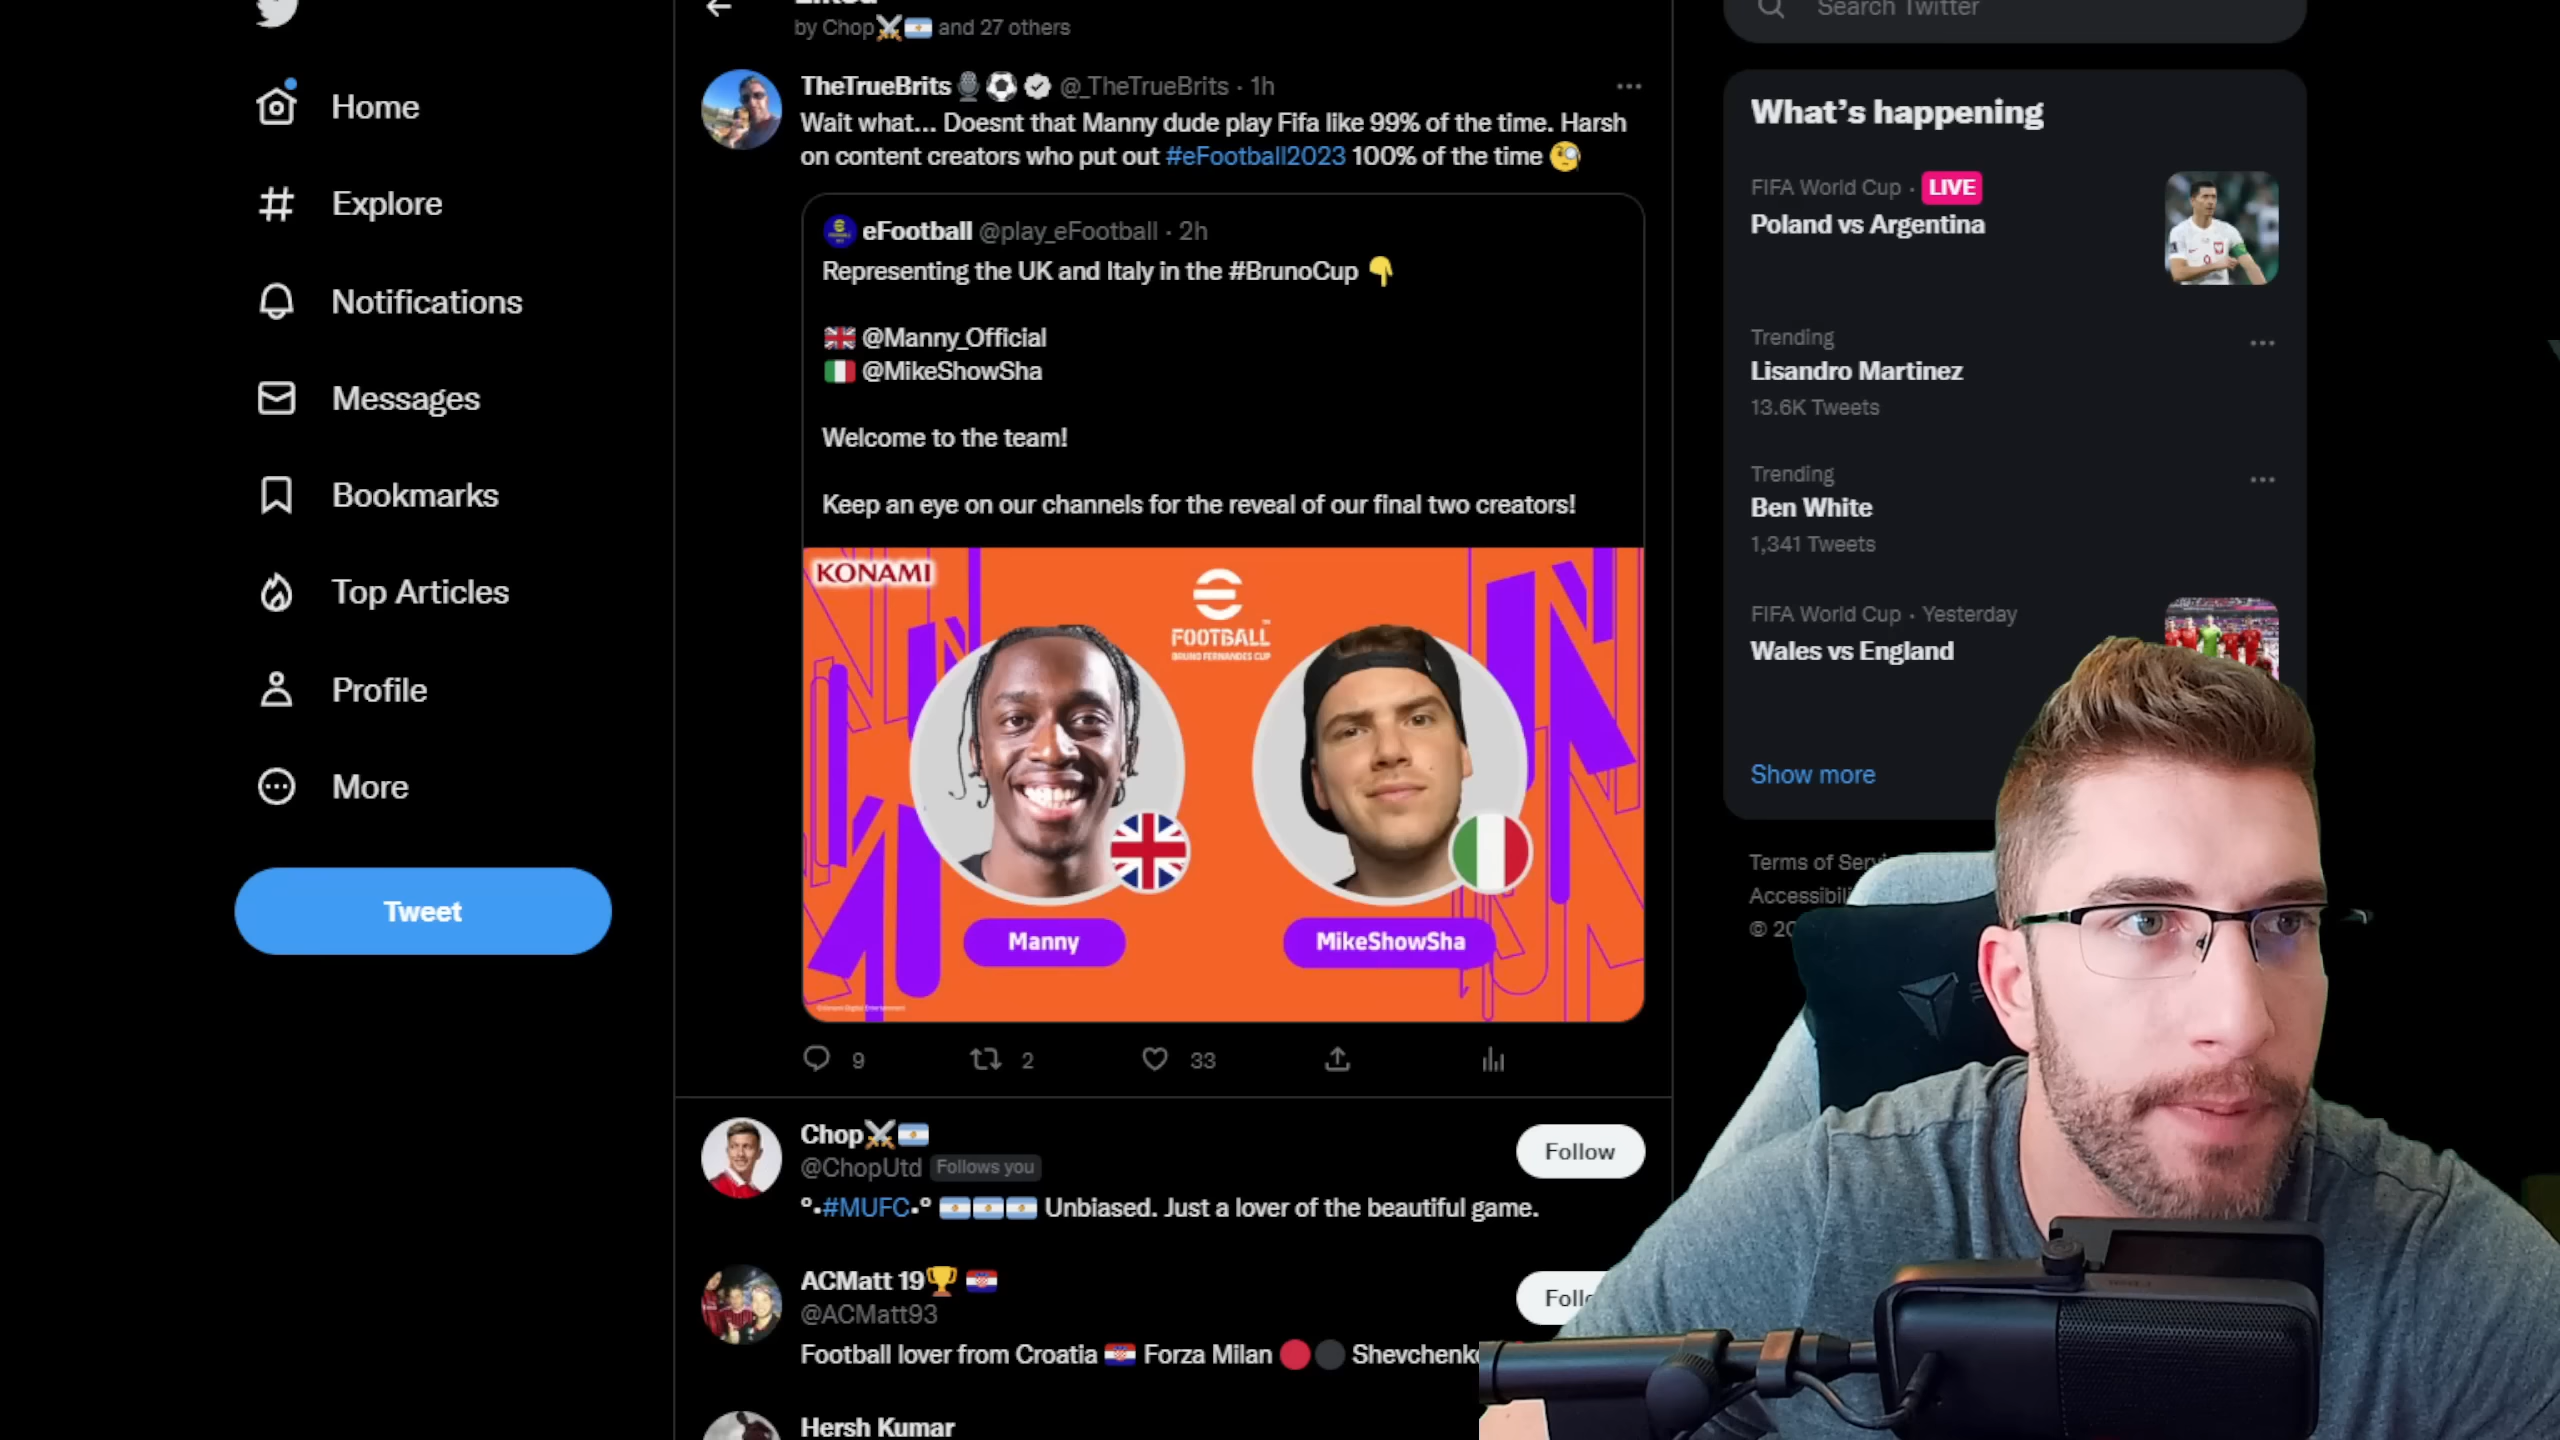 by Chop⚔️🇦🇷 and 27 others
Home
Explore
Notifications
Messages
Bookmarks
Top Articles
Profile
More
Tweet
TheTrueBrits🎙️⚽ @_TheTrueBrits · 1h
Wait what... Doesnt that Manny dude play Fifa like 99% of the time. Harsh
on content creators who put out #eFootball2023 100% of the time 🧐
eFootball @play_eFootball · 2h
Representing the UK and Italy in the #BrunoCup 👇
🇬🇧 @Manny_Official
🇮🇹 @MikeShowSha
Welcome to the team!
Keep an eye on our channels for the reveal of our final two creators!
KONAMI
FOOTBALL™
BRUNO FERNANDES CUP
Manny
MikeShowSha
9
2
33
Chop⚔️🇦🇷
@ChopUtd Follows you
Follow
°•#MUFC•° 🇦🇷🇦🇷🇦🇷 Unbiased. Just a lover of the beautiful game.
ACMatt 19🏆 🇭🇷
@ACMatt93
Football lover from Croatia 🇭🇷 Forza Milan 🔴⚫ Shevchenko
Hersh Kumar
Search Twitter
What's happening
FIFA World Cup · LIVE
Poland vs Argentina
Trending
Lisandro Martinez
13.6K Tweets
Trending
Ben White
1,341 Tweets
FIFA World Cup · Yesterday
Wales vs England
Show more
Terms of
©